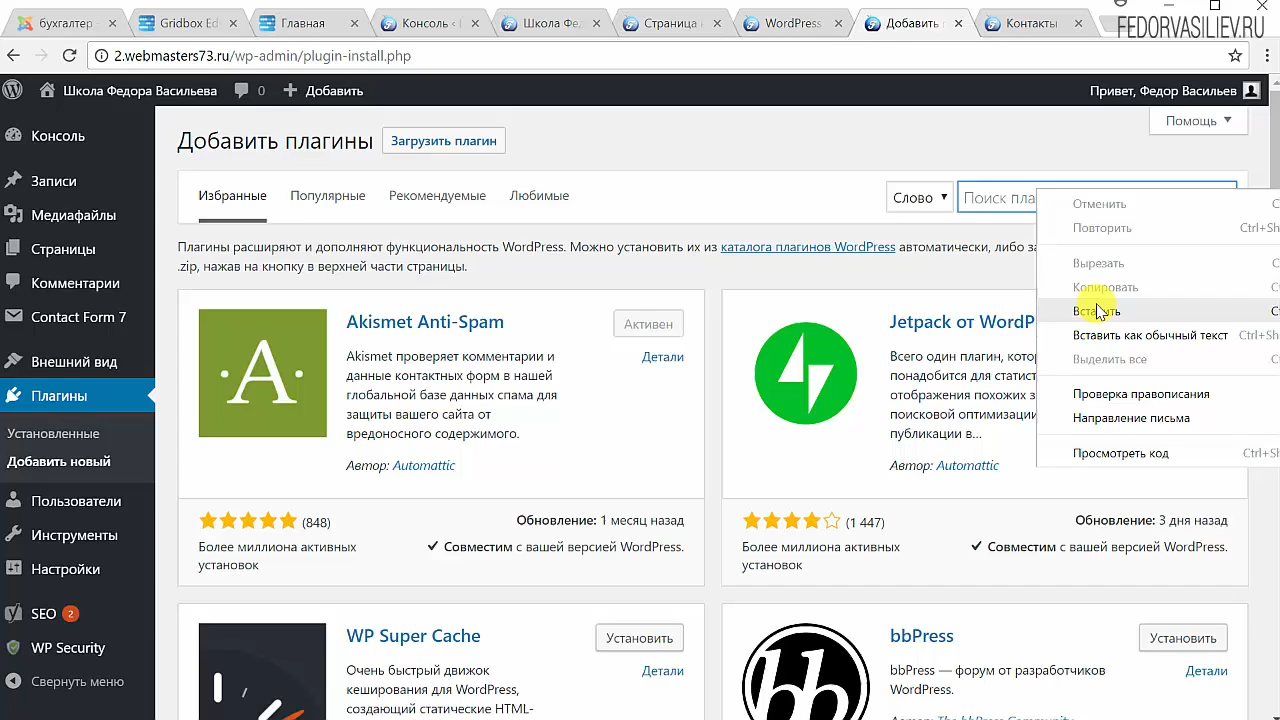 бухгалтер
Gridbox Ed
Главная
Консоль ‹
Школа Фе
Страница
WordPress
Добавить
Контакты
FEDORVASILIEV.RU
2.webmasters73.ru/wp-admin/plugin-install.php
Школа Федора Васильева
0
Добавить
Привет, Федор Васильев
Консоль
Записи
Медиафайлы
Страницы
Комментарии
Contact Form 7
Внешний вид
Плагины
Установленные
Добавить новый
Пользователи
Инструменты
Настройки
SEO 2
WP Security
Свернуть меню
Помощь
Добавить плагины
Загрузить плагин
Избранные
Популярные
Рекомендуемые
Любимые
Слово
Поиск пла
Плагины расширяют и дополняют функциональность WordPress. Можно установить их из каталога плагинов WordPress автоматически, либо за
.zip, нажав на кнопку в верхней части страницы.
Отменить C
Повторить Ctrl+Sh
Вырезать C
Копировать C
Вставить C
Вставить как обычный текст Ctrl+Sh
Выделить все C
Проверка правописания
Направление письма
Просмотреть код Ctrl+Sh
·A·
Akismet Anti-Spam
Активен
Детали
Akismet проверяет комментарии и
данные контактных форм в нашей
глобальной базе данных спама для
защиты вашего сайта от
вредоносного содержимого.
Автор: Automattic
(848)
Обновление: 1 месяц назад
Более миллиона активных
установок
Совместим с вашей версией WordPress.
Jetpack от WordP
Всего один плагин, кото
понадобится для статис
отображения похожих з
поисковой оптимизации
публикации в...
Автор: Automattic
(1 447)
Обновление: 3 дня назад
Более миллиона активных
установок
Совместим с вашей версией WordPress.
WP Super Cache
Установить
Детали
Очень быстрый движок
кеширования для WordPress,
создающий статические HTML-
bb
bbPress
Установить
Детали
bbPress — форум от разработчиков
WordPress.
Автор: The bbPress Community